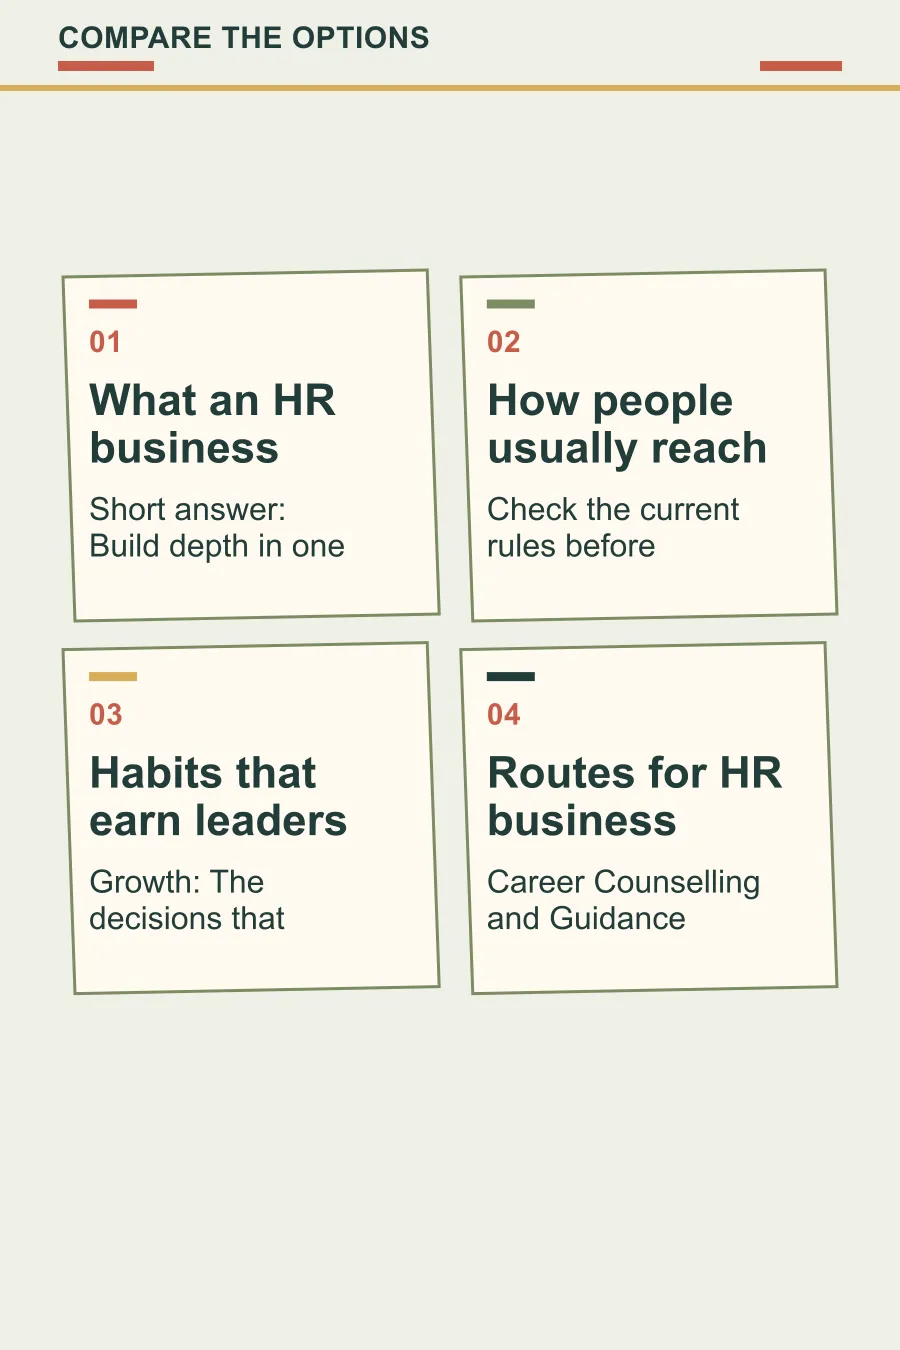 COMPARE THE OPTIONS
01
What an HR
business
Short answer:
Build depth in one
02
How people
usually reach
Check the current
rules before
03
Habits that
earn leaders
Growth: The
decisions that
04
Routes for HR
business
Career Counselling
and Guidance